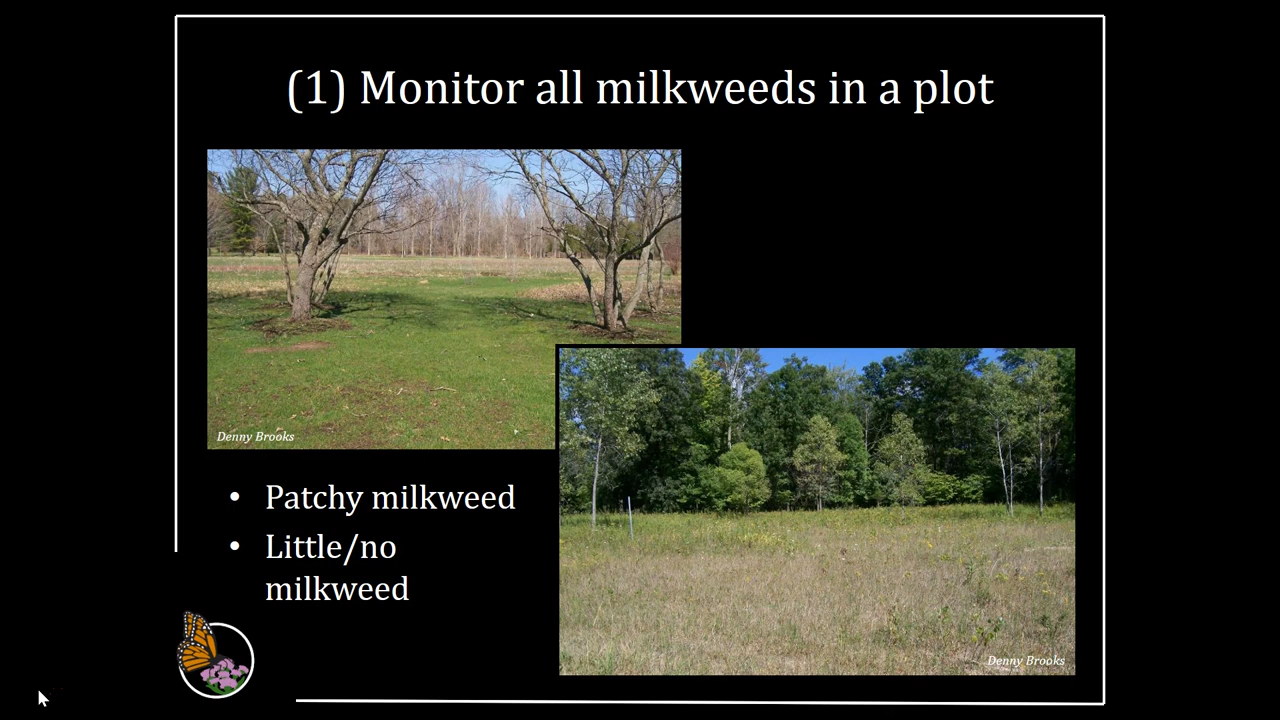 (1) Monitor all milkweeds in a plot
Denny Brooks
• Patchy milkweed
• Little/no
milkweed
Denny Brooks